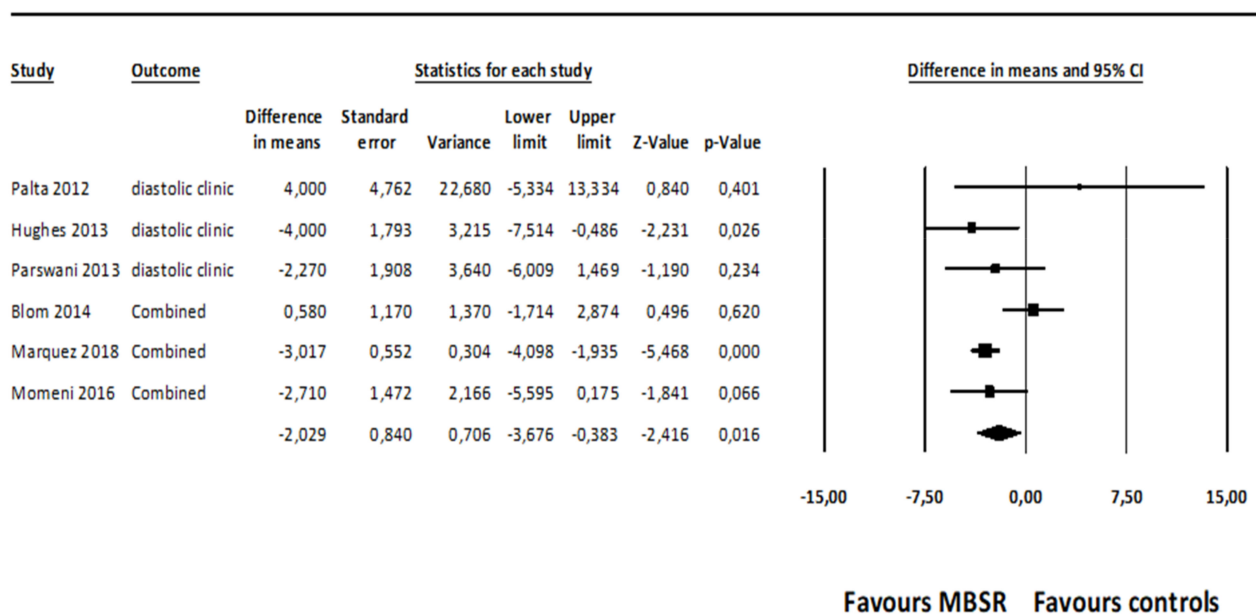 Study Outcome Statistics for each study Difference in means and 95% CI
Difference Standard Lower Upper
in means error Variance limit limit Z-Value p-Value
Palta 2012 diastolic clinic 4,000 4,762 22,680 -5,334 13,334 0,840 0,401
Hughes 2013 diastolic clinic -4,000 1,793 3,215 -7,514 -0,486 -2,231 0,026
Parswani 2013 diastolic clinic -2,270 1,908 3,640 -6,009 1,469 -1,190 0,234
Blom 2014 Combined 0,580 1,170 1,370 -1,714 2,874 0,496 0,620
Marquez 2018 Combined -3,017 0,552 0,304 -4,098 -1,935 -5,468 0,000
Momeni 2016 Combined -2,710 1,472 2,166 -5,595 0,175 -1,841 0,066
-2,029 0,840 0,706 -3,676 -0,383 -2,416 0,016
-15,00 -7,50 0,00 7,50 15,00
Favours MBSR Favours controls